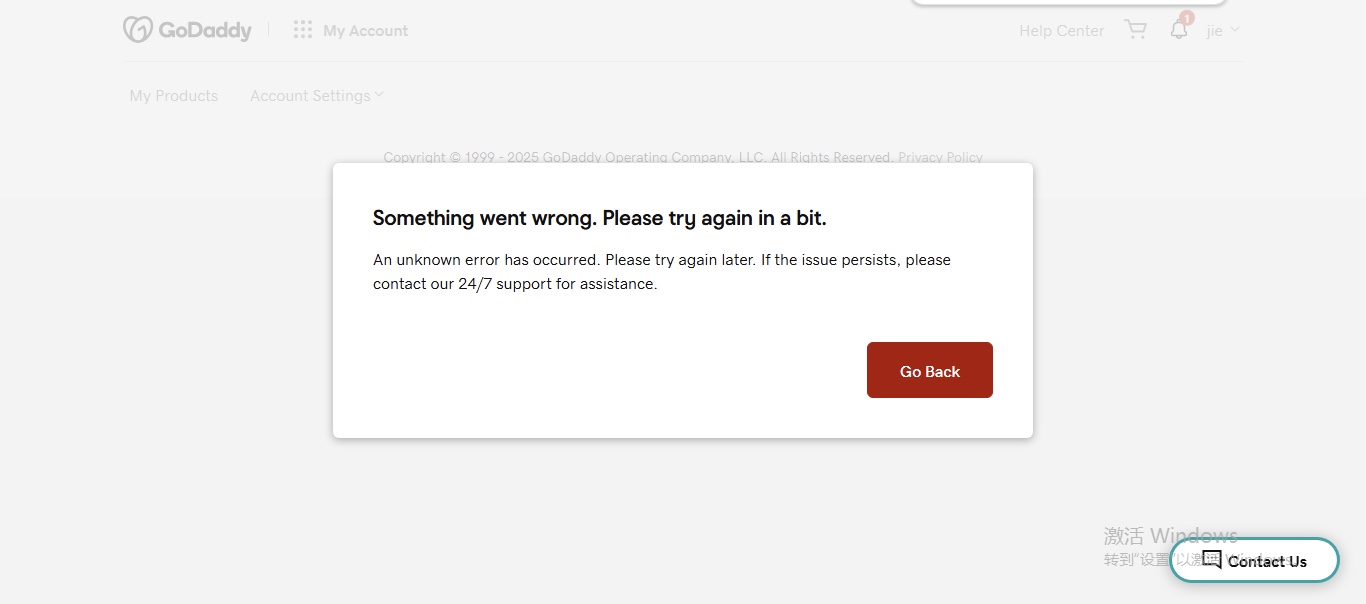 GoDaddy My Account Help Center 1 jie
My Products Account Settings
Copyright © 1999 - 2025 GoDaddy Operating Company, LLC. All Rights Reserved. Privacy Policy
Something went wrong. Please try again in a bit.
An unknown error has occurred. Please try again later. If the issue persists, please
contact our 24/7 support for assistance.
Go Back
激活 Windows
转到"设置"以激活 Windows
Contact Us